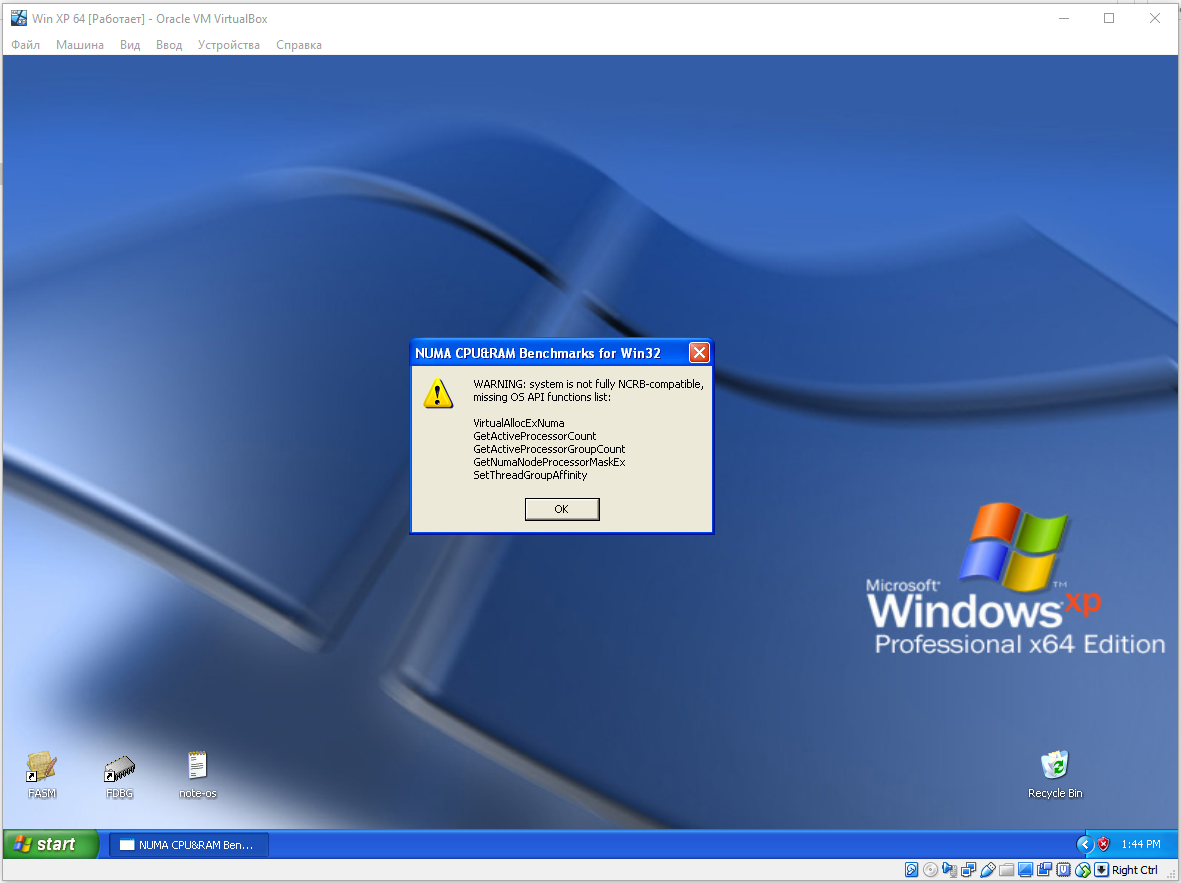 Win XP 64 [Работает] - Oracle VM VirtualBox
Файл Машина Вид Ввод Устройства Справка
NUMA CPU&RAM Benchmarks for Win32
WARNING: system is not fully NCRB-compatible,
missing OS API functions list:
VirtualAllocExNuma
GetActiveProcessorCount
GetActiveProcessorGroupCount
GetNumaNodeProcessorMaskEx
SetThreadGroupAffinity
OK
Microsoft
Windows xp TM
Professional x64 Edition
FASM FDBG note-os Recycle Bin
start NUMA CPU&RAM Ben... 1:44 PM
Right Ctrl